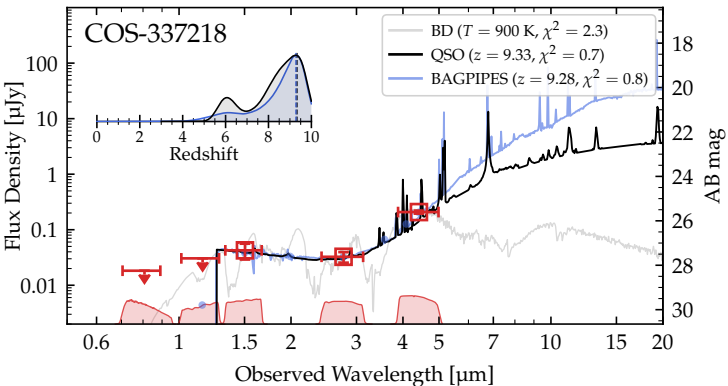 COS-337218
BD (T = 900 K, χ² = 2.3)
QSO (z = 9.33, χ² = 0.7)
BAGPIPES (z = 9.28, χ² = 0.8)
0 2 4 6 8 10
Redshift
Flux Density [μJy]
100
10
1
0.1
0.01
AB mag
18
20
22
24
26
28
30
0.6 1 1.5 2 3 4 5 10 15 20
Observed Wavelength [μm]